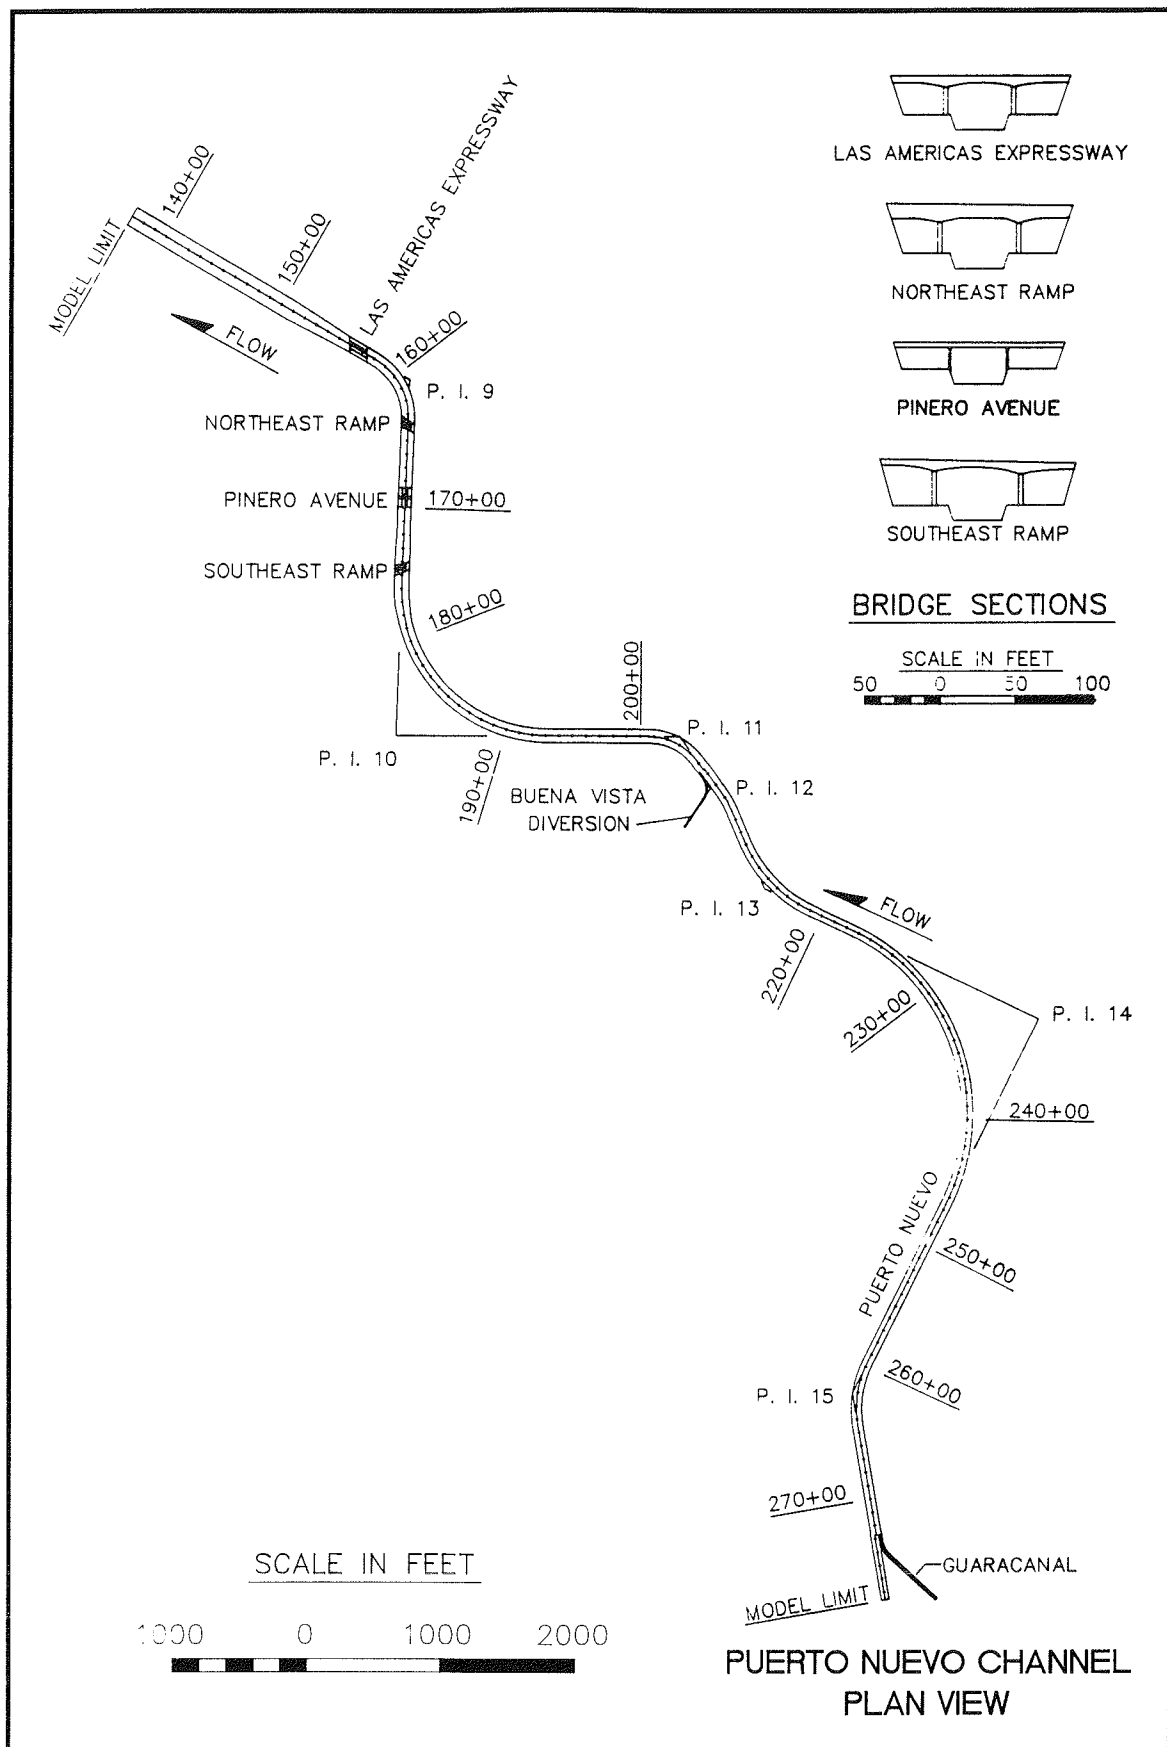 LAS AMERICAS EXPRESSWAY
NORTHEAST RAMP
PINERO AVENUE
SOUTHEAST RAMP
BRIDGE SECTIONS
SCALE IN FEET
50 0 50 100
MODEL LIMIT
140+00
150+00
LAS AMERICAS EXPRESSWAY
FLOW
160+00
P. I. 9
NORTHEAST RAMP
PINERO AVENUE
170+00
SOUTHEAST RAMP
180+00
P. I. 10
190+00
200+00
P. I. 11
P. I. 12
BUENA VISTA
DIVERSION
P. I. 13
FLOW
220+00
230+00
P. I. 14
240+00
PUERTO NUEVO
250+00
260+00
P. I. 15
270+00
GUARACANAL
MODEL LIMIT
SCALE IN FEET
1000 0 1000 2000
PUERTO NUEVO CHANNEL
PLAN VIEW